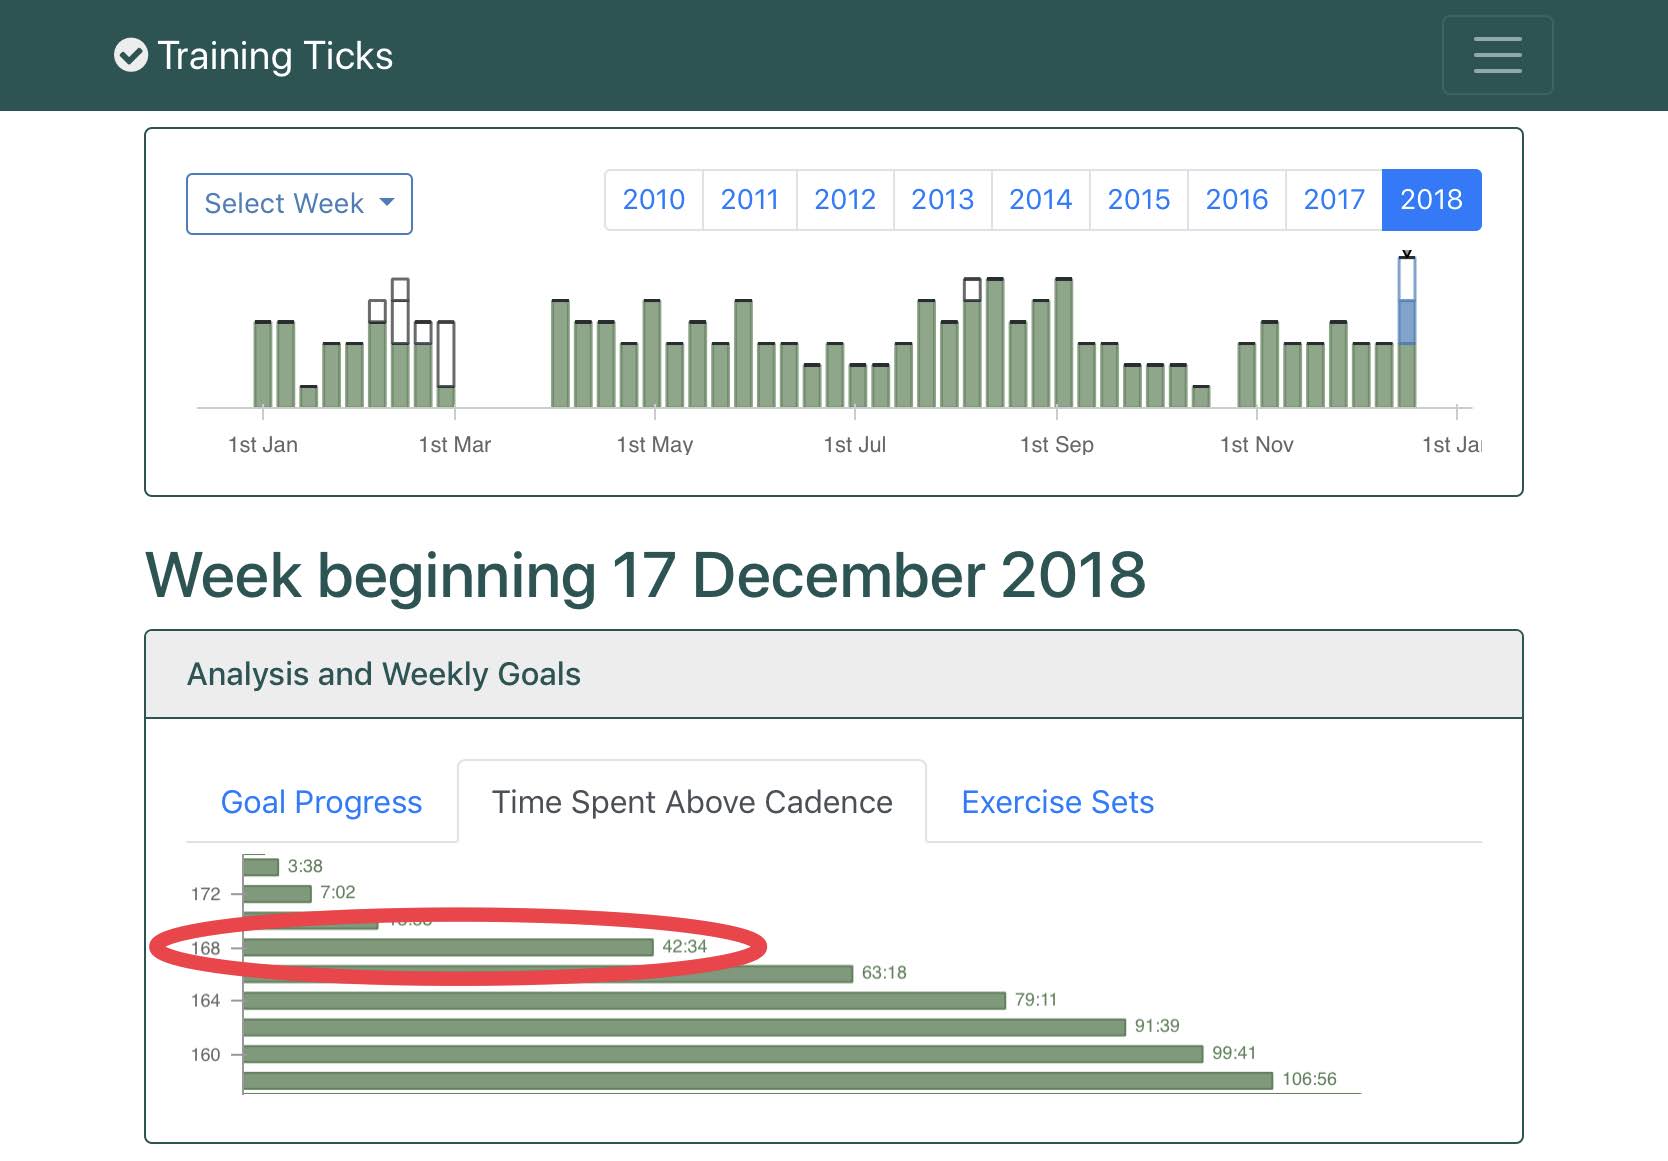 Training Ticks
Select Week
2010 2011 2012 2013 2014 2015 2016 2017 2018
1st Jan 1st Mar 1st May 1st Jul 1st Sep 1st Nov 1st Ja
Week beginning 17 December 2018
Analysis and Weekly Goals
Goal Progress Time Spent Above Cadence Exercise Sets
3:38
172 7:02
168 42:34
63:18
164 79:11
91:39
160 99:41
106:56